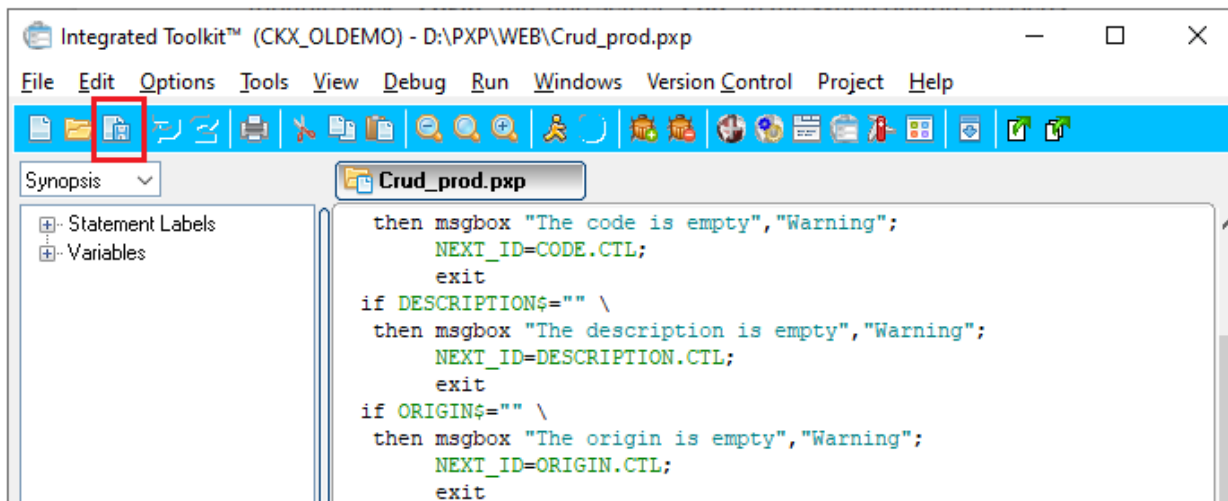 Integrated Toolkit™ (CKX_OLDEMO) - D:\PXP\WEB\Crud_prod.pxp
File Edit Options Tools View Debug Run Windows Version Control Project Help
Synopsis
Crud_prod.pxp
Statement Labels
Variables
then msgbox "The code is empty","Warning";
NEXT_ID=CODE.CTL;
exit
if DESCRIPTION$="" \
then msgbox "The description is empty","Warning";
NEXT_ID=DESCRIPTION.CTL;
exit
if ORIGIN$="" \
then msgbox "The origin is empty","Warning";
NEXT_ID=ORIGIN.CTL;
exit